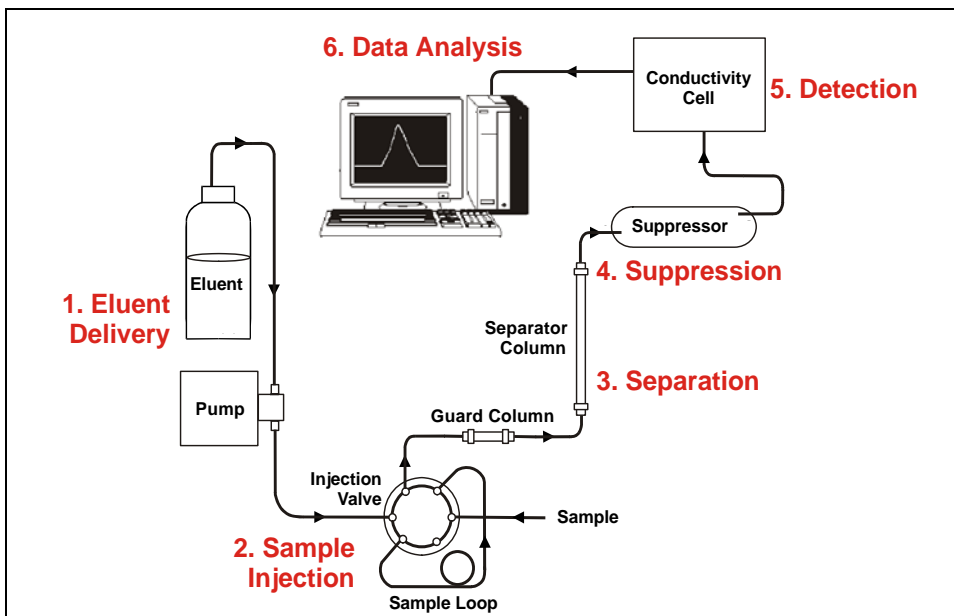 6. Data Analysis
Conductivity
Cell
5. Detection
Suppressor
4. Suppression
Eluent
1. Eluent
Delivery
Separator
Column
3. Separation
Pump
Guard Column
Injection
Valve
Sample
2. Sample
Injection
Sample Loop